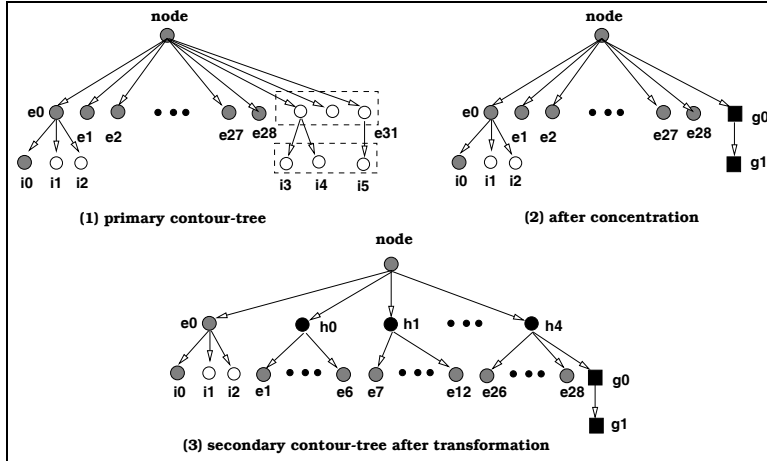 node
e0
e1
e2
e27
e28
e31
i0
i1
i2
i3
i4
i5
(1) primary contour-tree
node
e0
e1
e2
e27
e28
g0
i0
i1
i2
g1
(2) after concentration
node
e0
h0
h1
h4
i0
i1
i2
e1
e6
e7
e12
e26
e28
g0
g1
(3) secondary contour-tree after transformation